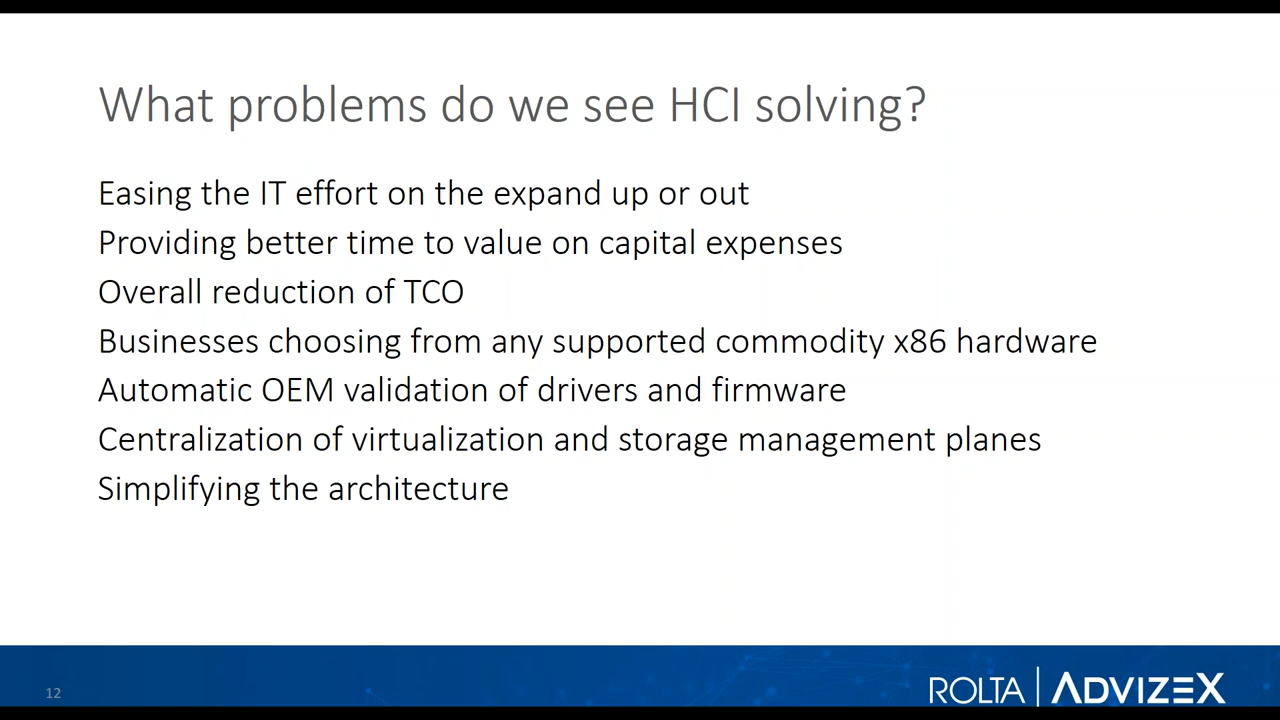 What problems do we see HCI solving?
Easing the IT effort on the expand up or out
Providing better time to value on capital expenses
Overall reduction of TCO
Businesses choosing from any supported commodity x86 hardware
Automatic OEM validation of drivers and firmware
Centralization of virtualization and storage management planes
Simplifying the architecture
12
ROLTA | ADVIZEX